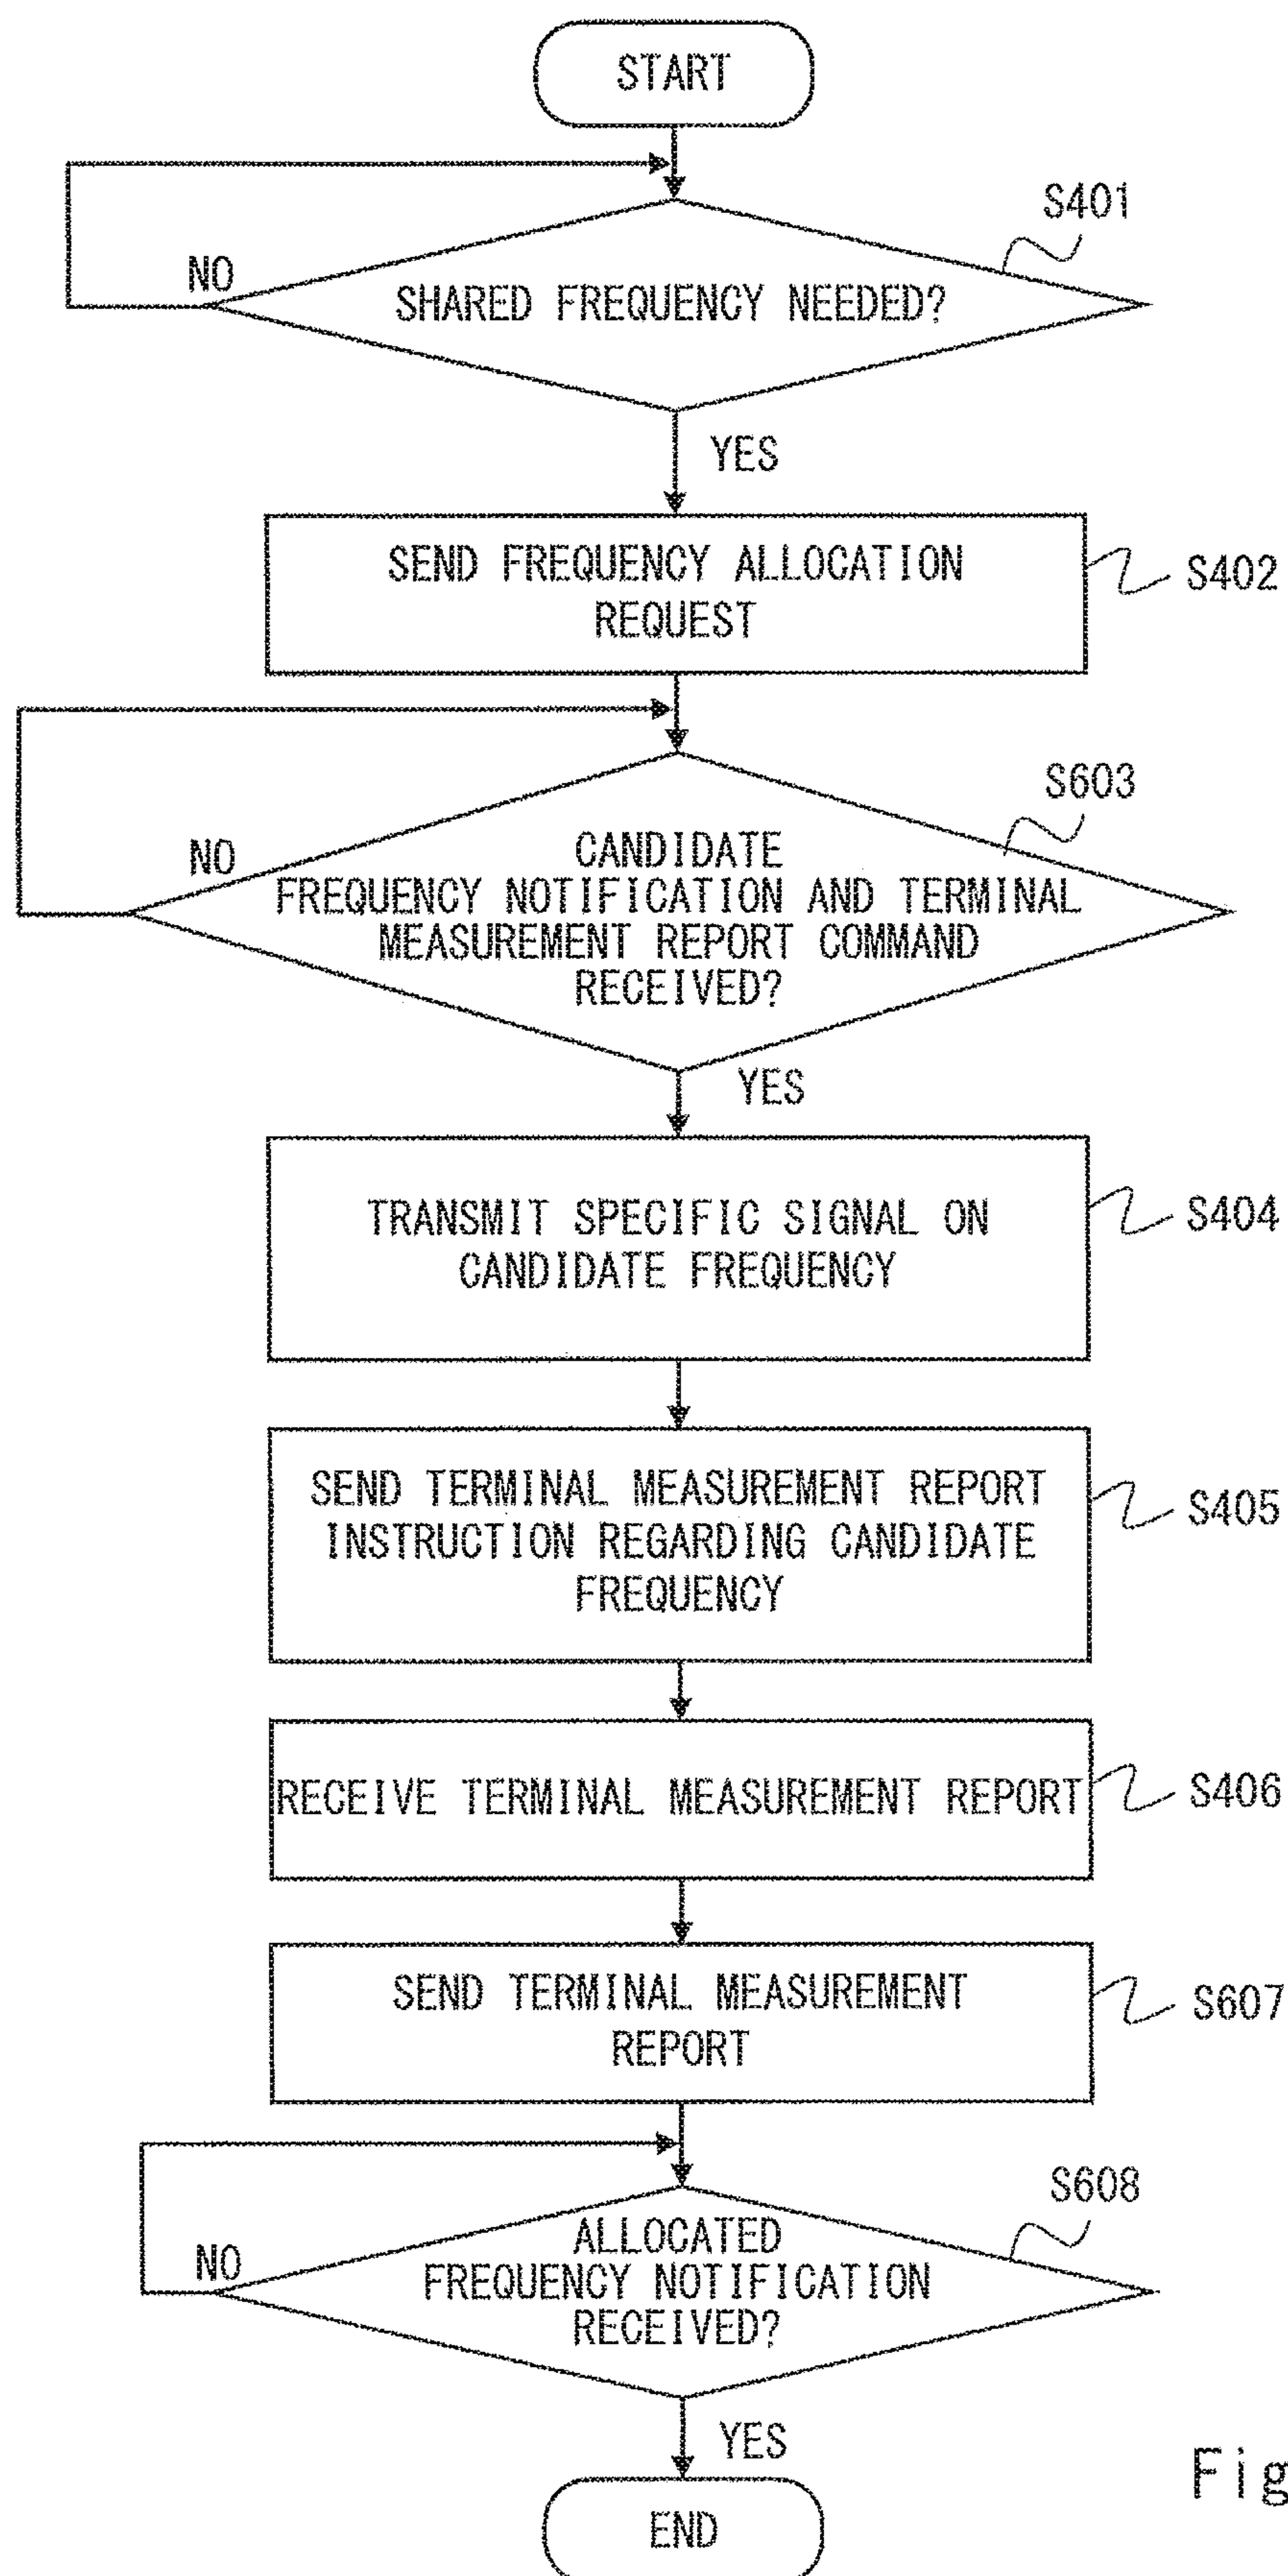 START
S401
NO
SHARED FREQUENCY NEEDED?
YES
SEND FREQUENCY ALLOCATION
REQUEST
S402
S603
NO
CANDIDATE
FREQUENCY NOTIFICATION AND TERMINAL
MEASUREMENT REPORT COMMAND
RECEIVED?
YES
TRANSMIT SPECIFIC SIGNAL ON
CANDIDATE FREQUENCY
S404
SEND TERMINAL MEASUREMENT REPORT
INSTRUCTION REGARDING CANDIDATE
FREQUENCY
S405
RECEIVE TERMINAL MEASUREMENT REPORT
S406
SEND TERMINAL MEASUREMENT
REPORT
S607
S608
NO
ALLOCATED
FREQUENCY NOTIFICATION
RECEIVED?
YES
END
Fig